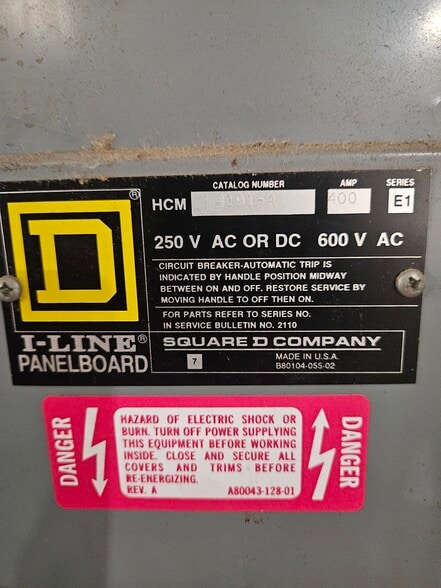 CATALOG NUMBER AMP SERIES
HCM 400 E1
250 V AC OR DC 600 V AC
CIRCUIT BREAKER-AUTOMATIC TRIP IS
INDICATED BY HANDLE POSITION MIDWAY
BETWEEN ON AND OFF. RESTORE SERVICE BY
MOVING HANDLE TO OFF THEN ON.
FOR PARTS REFER TO SERIES NO.
IN SERVICE BULLETIN NO. 2110
D ®
I-LINE®
PANELBOARD
SQUARE D COMPANY
7 MADE IN U.S.A.
B80104-055-02
DANGER
HAZARD OF ELECTRIC SHOCK OR
BURN. TURN OFF POWER SUPPLYING
THIS EQUIPMENT BEFORE WORKING
INSIDE. CLOSE AND SECURE ALL
COVERS AND TRIMS BEFORE
RE-ENERGIZING.
REV. A A80043-128-01
DANGER